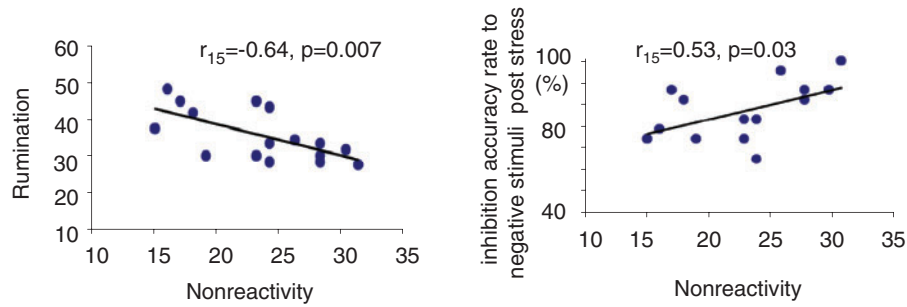 r15=-0.64, p=0.007
Rumination
60
50
40
30
20
10
10 15 20 25 30 35
Nonreactivity
r15=0.53, p=0.03
inhibition accuracy rate to
negative stimuli post stress
(%)
100
80
40
10 15 20 25 30 35
Nonreactivity